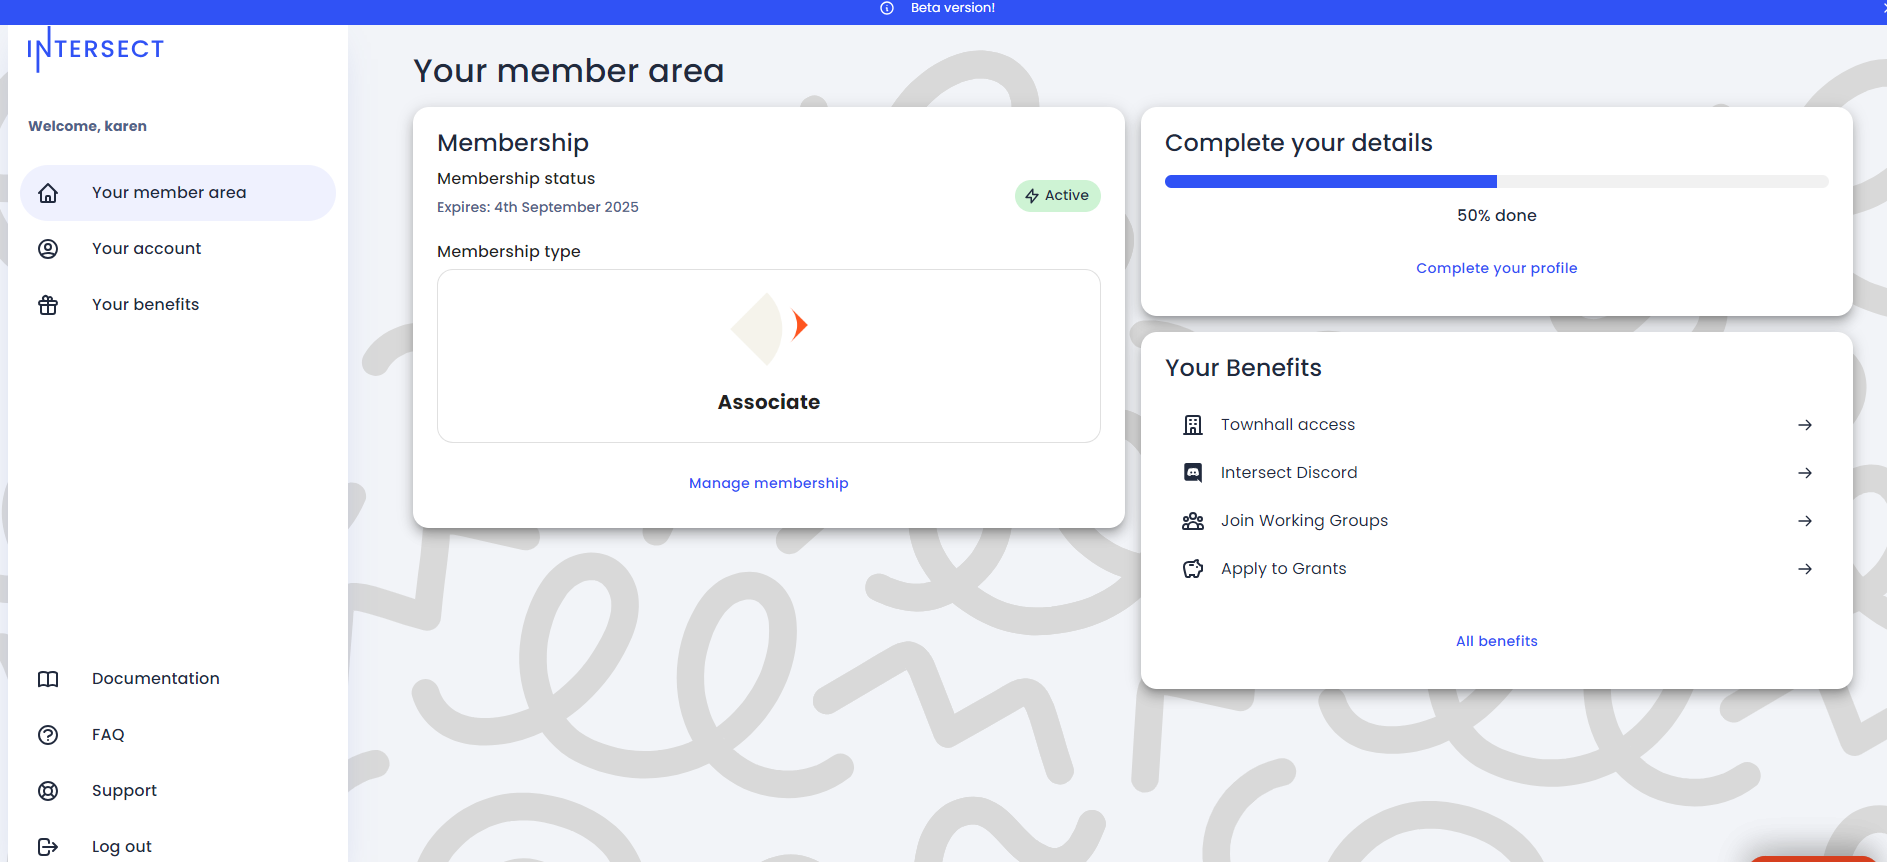 Beta version!
INTERSECT
Welcome, karen
Your member area
Your account
Your benefits
Documentation
FAQ
Support
Log out
Your member area
Membership
Membership status
Expires: 4th September 2025
Active
Membership type
Associate
Manage membership
Complete your details
50% done
Complete your profile
Your Benefits
Townhall access
Intersect Discord
Join Working Groups
Apply to Grants
All benefits